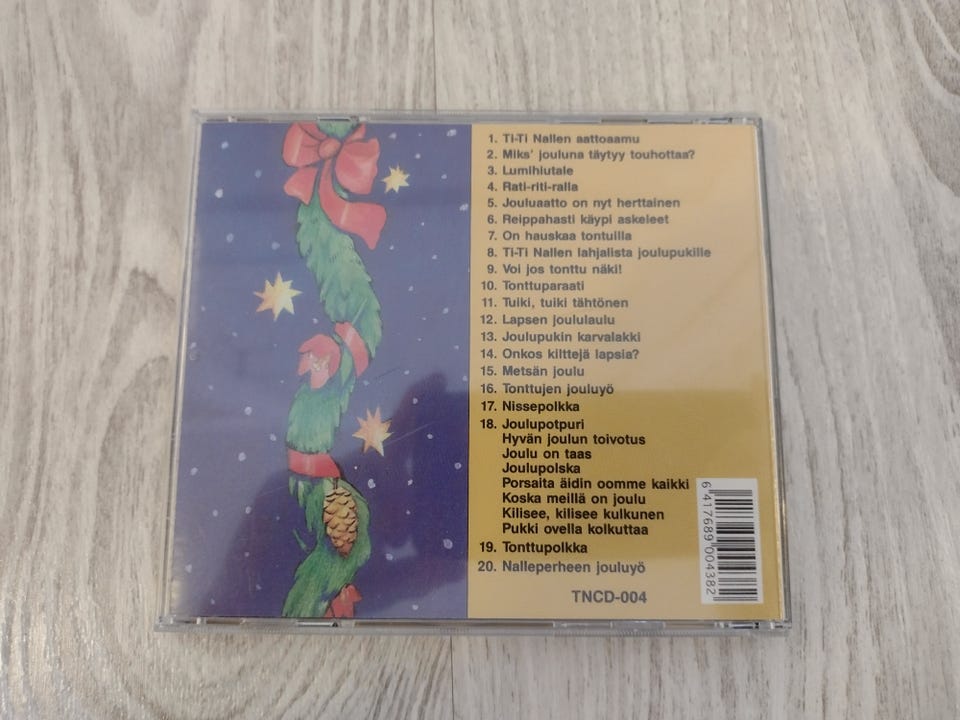 1. Ti-Ti Nallen aattoaamu
2. Miks' jouluna täytyy touhottaa?
3. Lumihiutale
4. Rati-riti-ralla
5. Jouluaatto on nyt herttainen
6. Reippahasti käypi askeleet
7. On hauskaa tontuilla
8. Ti-Ti Nallen lahjalista joulupukille
9. Voi jos tonttu näki!
10. Tonttuparaati
11. Tuiki, tuiki tähtönen
12. Lapsen joululaulu
13. Joulupukin karvalakki
14. Onkos kilttejä lapsia?
15. Metsän joulu
16. Tonttujen jouluyö
17. Nissepolkka
18. Joulupotpuri
Hyvän joulun toivotus
Joulu on taas
Joulupolska
Porsaita äidin oomme kaikki
Koska meillä on joulu
Kilisee, kilisee kulkunen
Pukki ovella kolkuttaa
19. Tonttupolkka
20. Nalleperheen jouluyö
TNCD-004
6 417689 004382